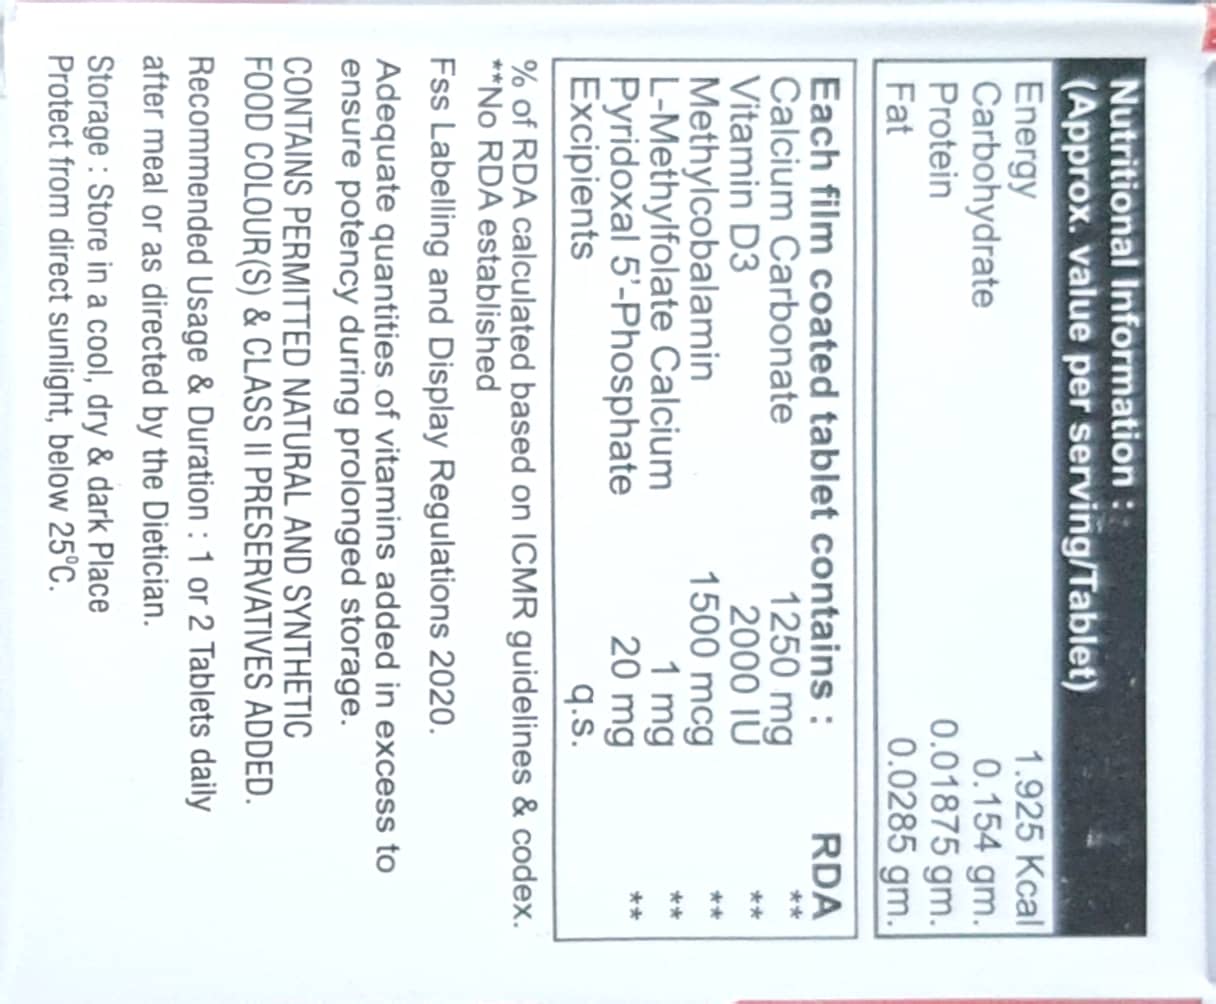 Nutritional Information :
(Approx. value per serving/Tablet)
Energy 1.925 Kcal
Carbohydrate 0.154 gm.
Protein 0.01875 gm.
Fat 0.0285 gm.
Each film coated tablet contains : RDA
Calcium Carbonate 1250 mg **
Vitamin D3 2000 IU **
Methylcobalamin 1500 mcg **
L-Methylfolate Calcium 1 mg **
Pyridoxal 5'-Phosphate 20 mg **
Excipients q.s.
% of RDA calculated based on ICMR guidelines & codex.
**No RDA established
Fss Labelling and Display Regulations 2020.
Adequate quantities of vitamins added in excess to
ensure potency during prolonged storage.
CONTAINS PERMITTED NATURAL AND SYNTHETIC
FOOD COLOUR(S) & CLASS II PRESERVATIVES ADDED.
Recommended Usage & Duration : 1 or 2 Tablets daily
after meal or as directed by the Dietician.
Storage : Store in a cool, dry & dark Place
Protect from direct sunlight, below 25°C.